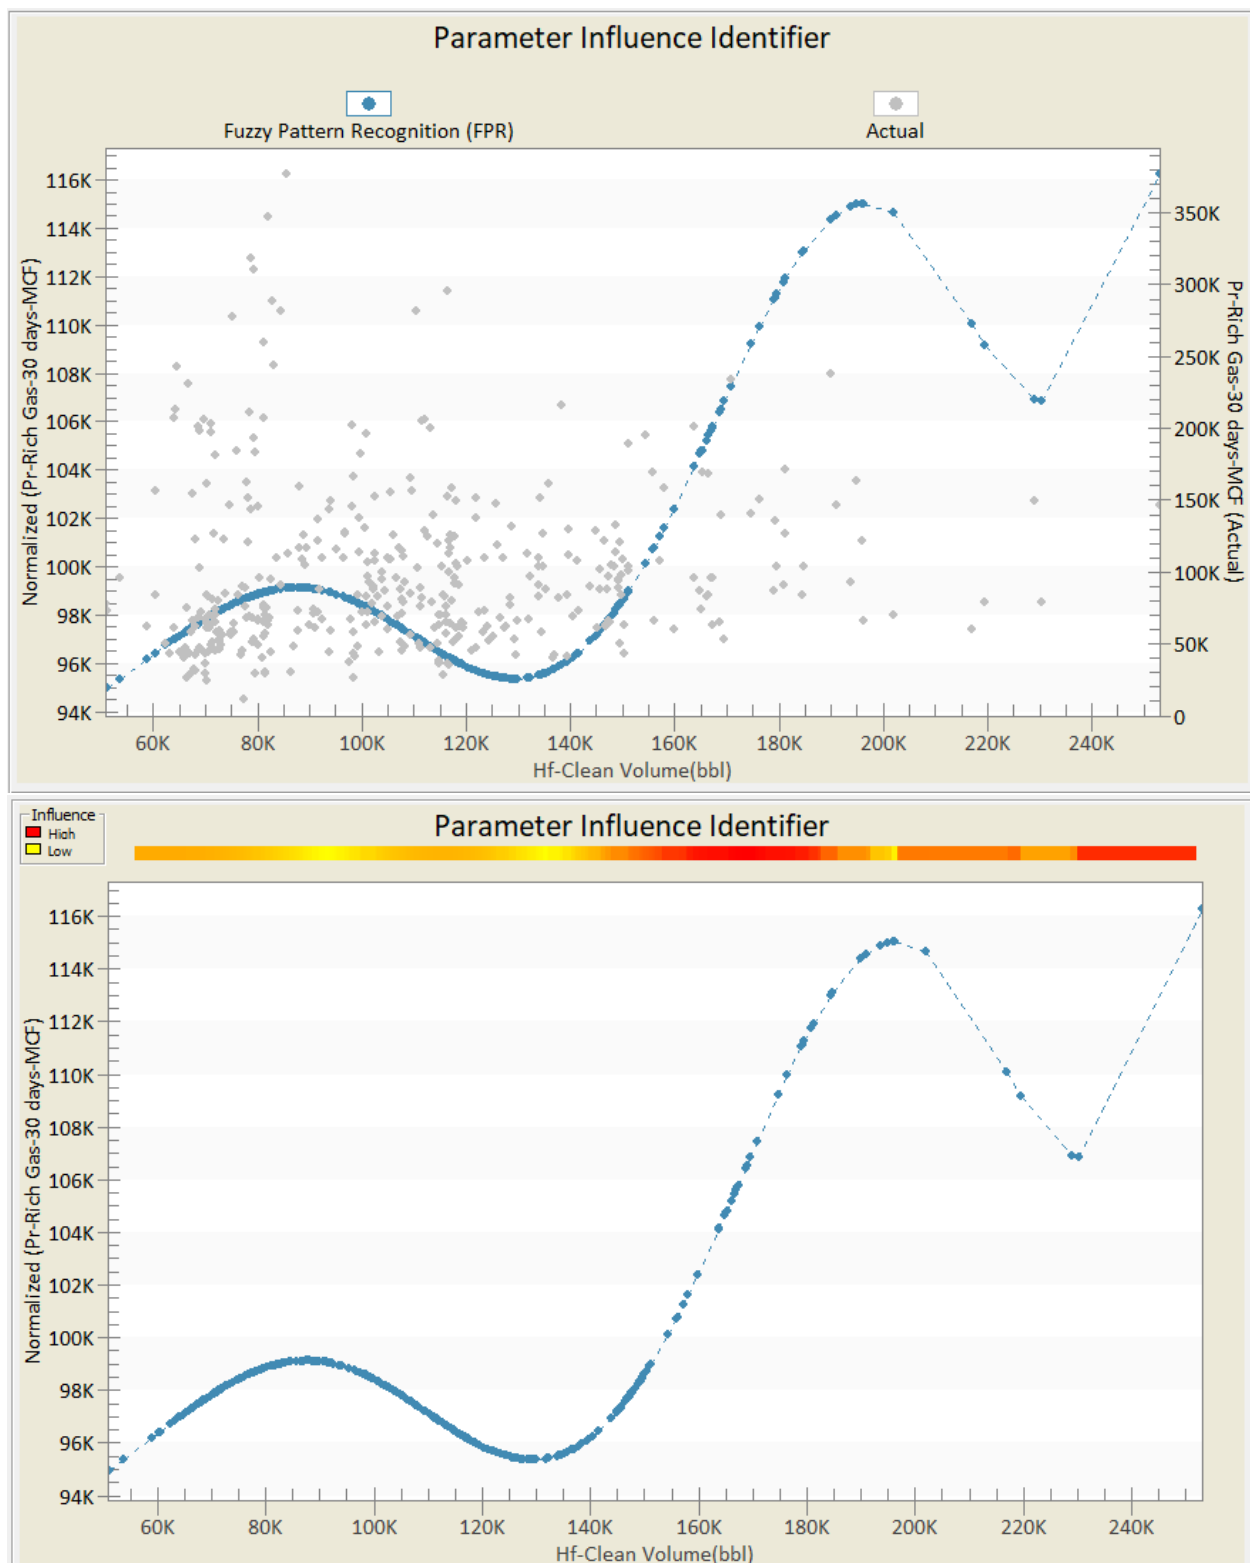 Parameter Influence Identifier
Fuzzy Pattern Recognition (FPR)
Actual
Normalized (Pr-Rich Gas-30 days-MCF)
116K
114K
112K
110K
108K
106K
104K
102K
100K
98K
96K
94K
350K
300K
250K
200K
150K
100K
50K
0
Pr-Rich Gas-30 days-MCF (Actual)
60K 80K 100K 120K 140K 160K 180K 200K 220K 240K
Hf-Clean Volume(bbl)
Influence
High
Low
Parameter Influence Identifier
Normalized (Pr-Rich Gas-30 days-MCF)
116K
114K
112K
110K
108K
106K
104K
102K
100K
98K
96K
94K
60K 80K 100K 120K 140K 160K 180K 200K 220K 240K
Hf-Clean Volume(bbl)